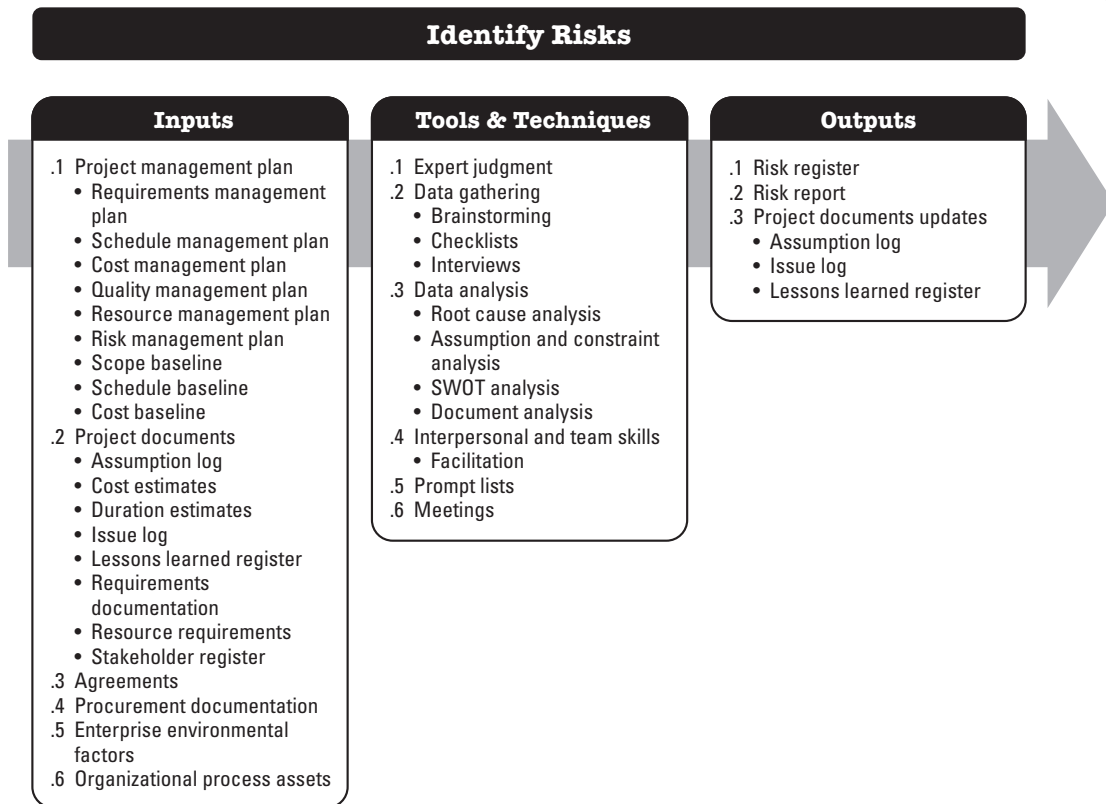 Identify Risks
Inputs
.1 Project management plan
• Requirements management
plan
• Schedule management plan
• Cost management plan
• Quality management plan
• Resource management plan
• Risk management plan
• Scope baseline
• Schedule baseline
• Cost baseline
.2 Project documents
• Assumption log
• Cost estimates
• Duration estimates
• Issue log
• Lessons learned register
• Requirements
documentation
• Resource requirements
• Stakeholder register
.3 Agreements
.4 Procurement documentation
.5 Enterprise environmental
factors
.6 Organizational process assets
Tools & Techniques
.1 Expert judgment
.2 Data gathering
• Brainstorming
• Checklists
• Interviews
.3 Data analysis
• Root cause analysis
• Assumption and constraint
analysis
• SWOT analysis
• Document analysis
.4 Interpersonal and team skills
• Facilitation
.5 Prompt lists
.6 Meetings
Outputs
.1 Risk register
.2 Risk report
.3 Project documents updates
• Assumption log
• Issue log
• Lessons learned register